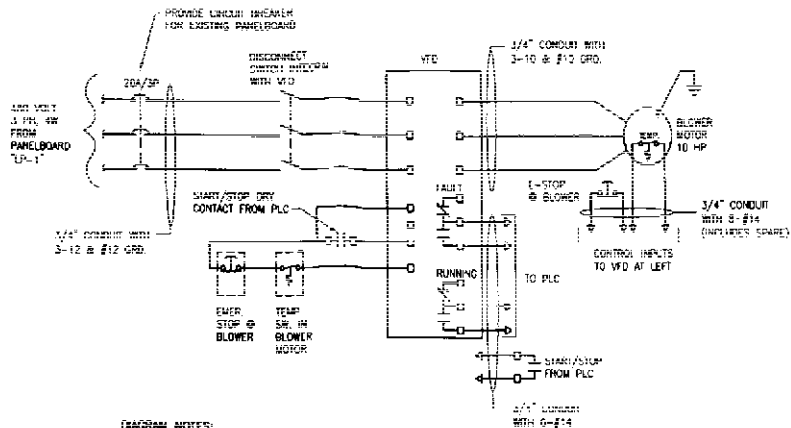 PROVIDE CIRCUIT BREAKER
FOR EXISTING PANELBOARD
20A/3P
DISCONNECT
SWITCH INTEGRAL
WITH VFD
VFD
3/4" CONDUIT WITH
3-10 & #10 GRD.
480 VOLT
3 PH, 4W
FROM
PANELBOARD
"LP-1"
BLOWER
MOTOR
10 HP
TEMP.
START/STOP DRY
CONTACT FROM PLC
FAULT
E-STOP
@ BLOWER
3/4" CONDUIT
WITH 8-#14
(INCLUDES SPARE)
3/4" CONDUIT WITH
3-12 & #12 GRD.
CONTROL INPUTS
TO VFD AT LEFT
RUNNING
TO PLC
EMER.
STOP @
BLOWER
TEMP
SW. IN
BLOWER
MOTOR
START/STOP
FROM PLC
3/4" CONDUIT
WITH 6-#14
DIAGRAM NOTES: